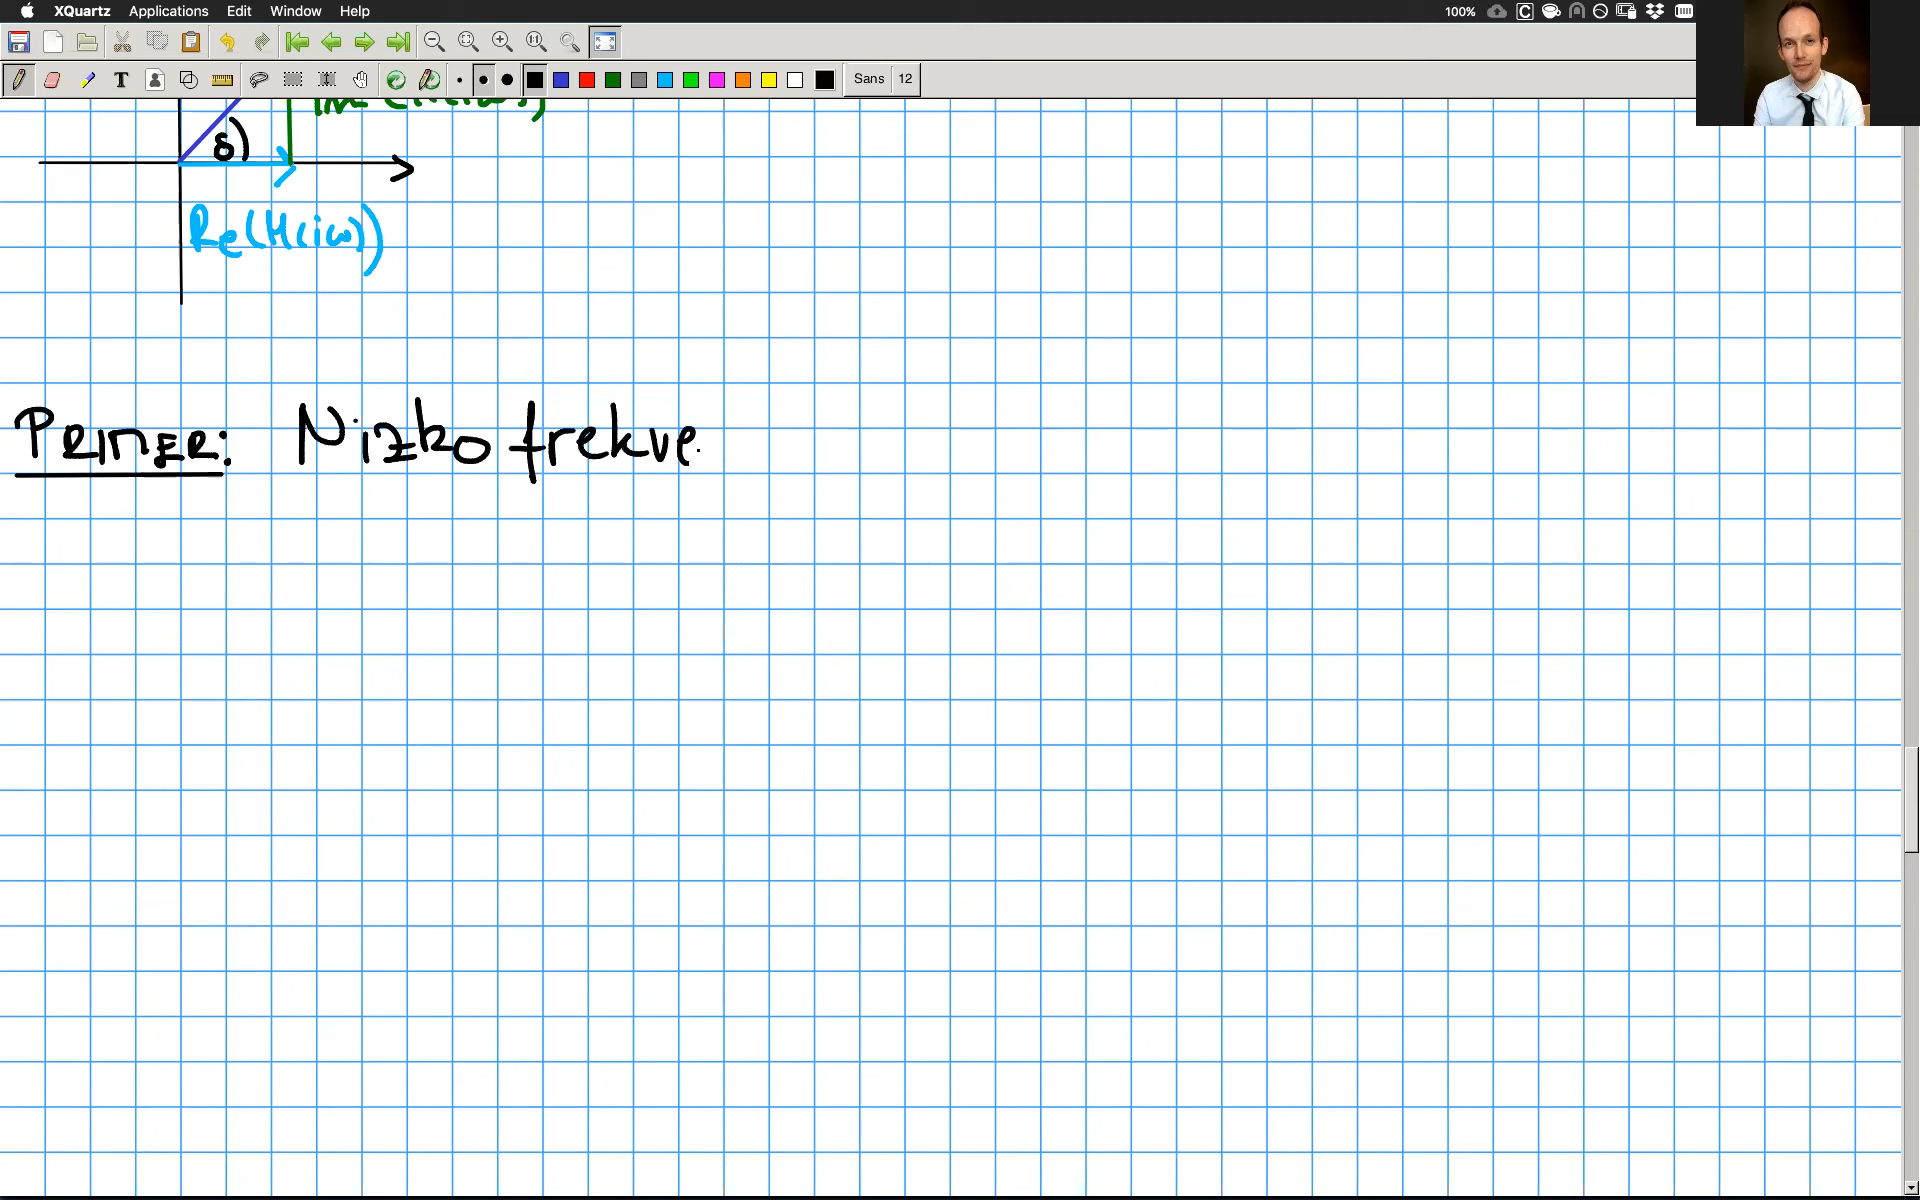 XQuartz Applications Edit Window Help
100%
T
Sans 12
δ)
Re(H(iω))
PRIMER: Nizko frekve